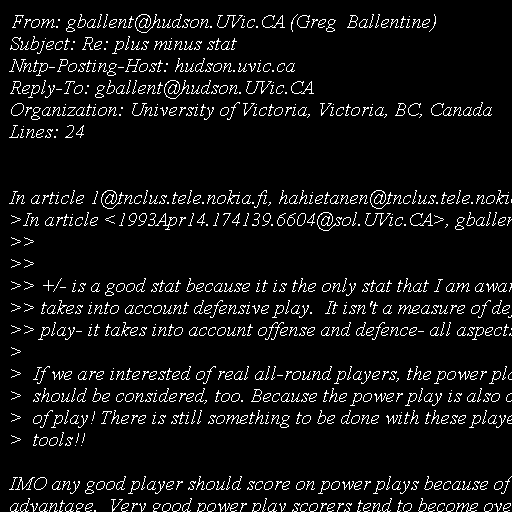 From: gballent@hudson.UVic.CA (Greg  Ballentine)
Subject: Re: plus minus stat
Nntp-Posting-Host: hudson.uvic.ca
Reply-To: gballent@hudson.UVic.CA
Organization: University of Victoria, Victoria, BC, Canada
Lines: 24

In article 1@tnclus.tele.nokia.fi, hahietanen@tnclus.tele.noki
>In article <1993Apr14.174139.6604@sol.UVic.CA>, gballen
>>
>>
>> +/- is a good stat because it is the only stat that I am awar
>> takes into account defensive play.  It isn't a measure of de
>> play- it takes into account offense and defence- all aspects
>
>  If we are interested of real all-round players, the power pla
>  should be considered, too. Because the power play is also o
>  of play! There is still something to be done with these playe
>  tools!!

IMO any good player should score on power plays because of
advantage.  Very good power play scorers tend to become ove